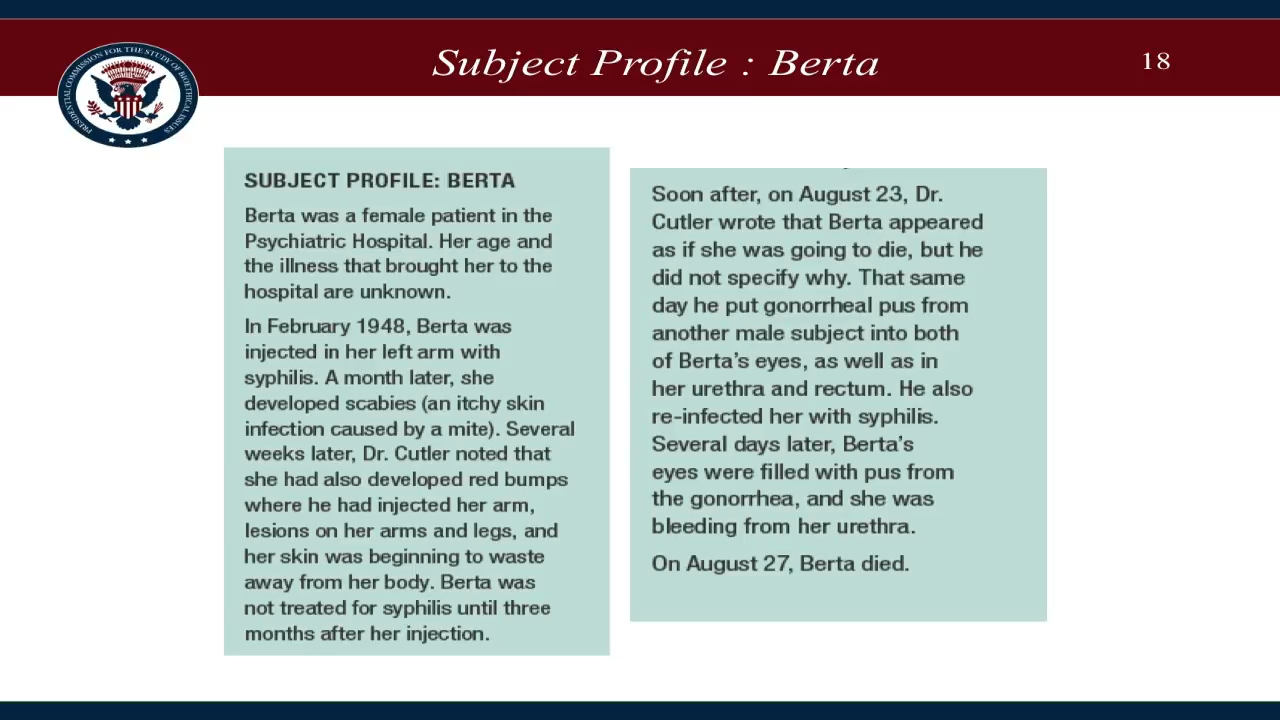 Subject Profile : Berta
18
PRESIDENTIAL COMMISSION FOR THE STUDY OF BIOETHICAL ISSUES
SUBJECT PROFILE: BERTA
Berta was a female patient in the
Psychiatric Hospital. Her age and
the illness that brought her to the
hospital are unknown.
In February 1948, Berta was
injected in her left arm with
syphilis. A month later, she
developed scabies (an itchy skin
infection caused by a mite). Several
weeks later, Dr. Cutler noted that
she had also developed red bumps
where he had injected her arm,
lesions on her arms and legs, and
her skin was beginning to waste
away from her body. Berta was
not treated for syphilis until three
months after her injection.
Soon after, on August 23, Dr.
Cutler wrote that Berta appeared
as if she was going to die, but he
did not specify why. That same
day he put gonorrheal pus from
another male subject into both
of Berta’s eyes, as well as in
her urethra and rectum. He also
re-infected her with syphilis.
Several days later, Berta’s
eyes were filled with pus from
the gonorrhea, and she was
bleeding from her urethra.
On August 27, Berta died.